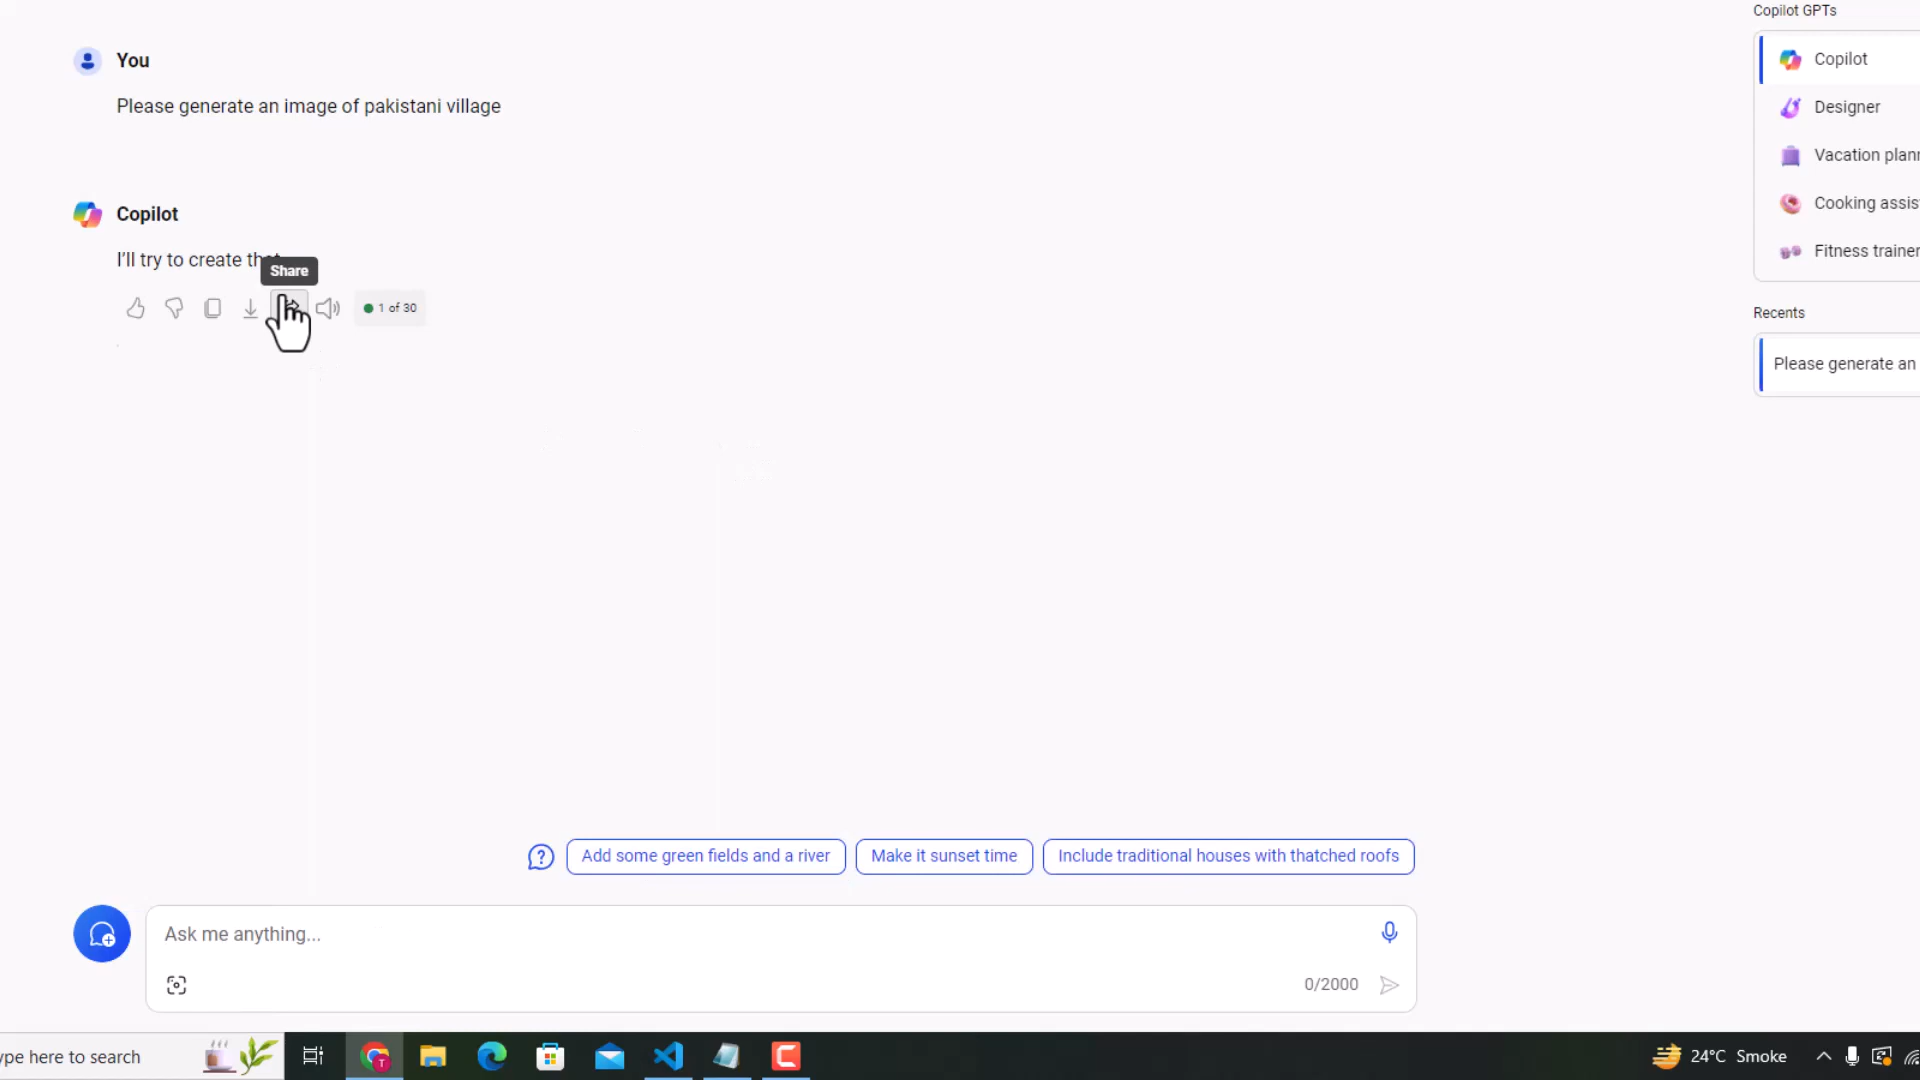 Copilot GPTs
You
Please generate an image of pakistani village
Copilot
I'll try to create
Share
1 of 30
Copilot
Designer
Vacation plann
Cooking assis
Fitness trainer
Recents
Please generate an
Add some green fields and a river
Make it sunset time
Include traditional houses with thatched roofs
Ask me anything...
0/2000
ype here to search
24°C Smoke